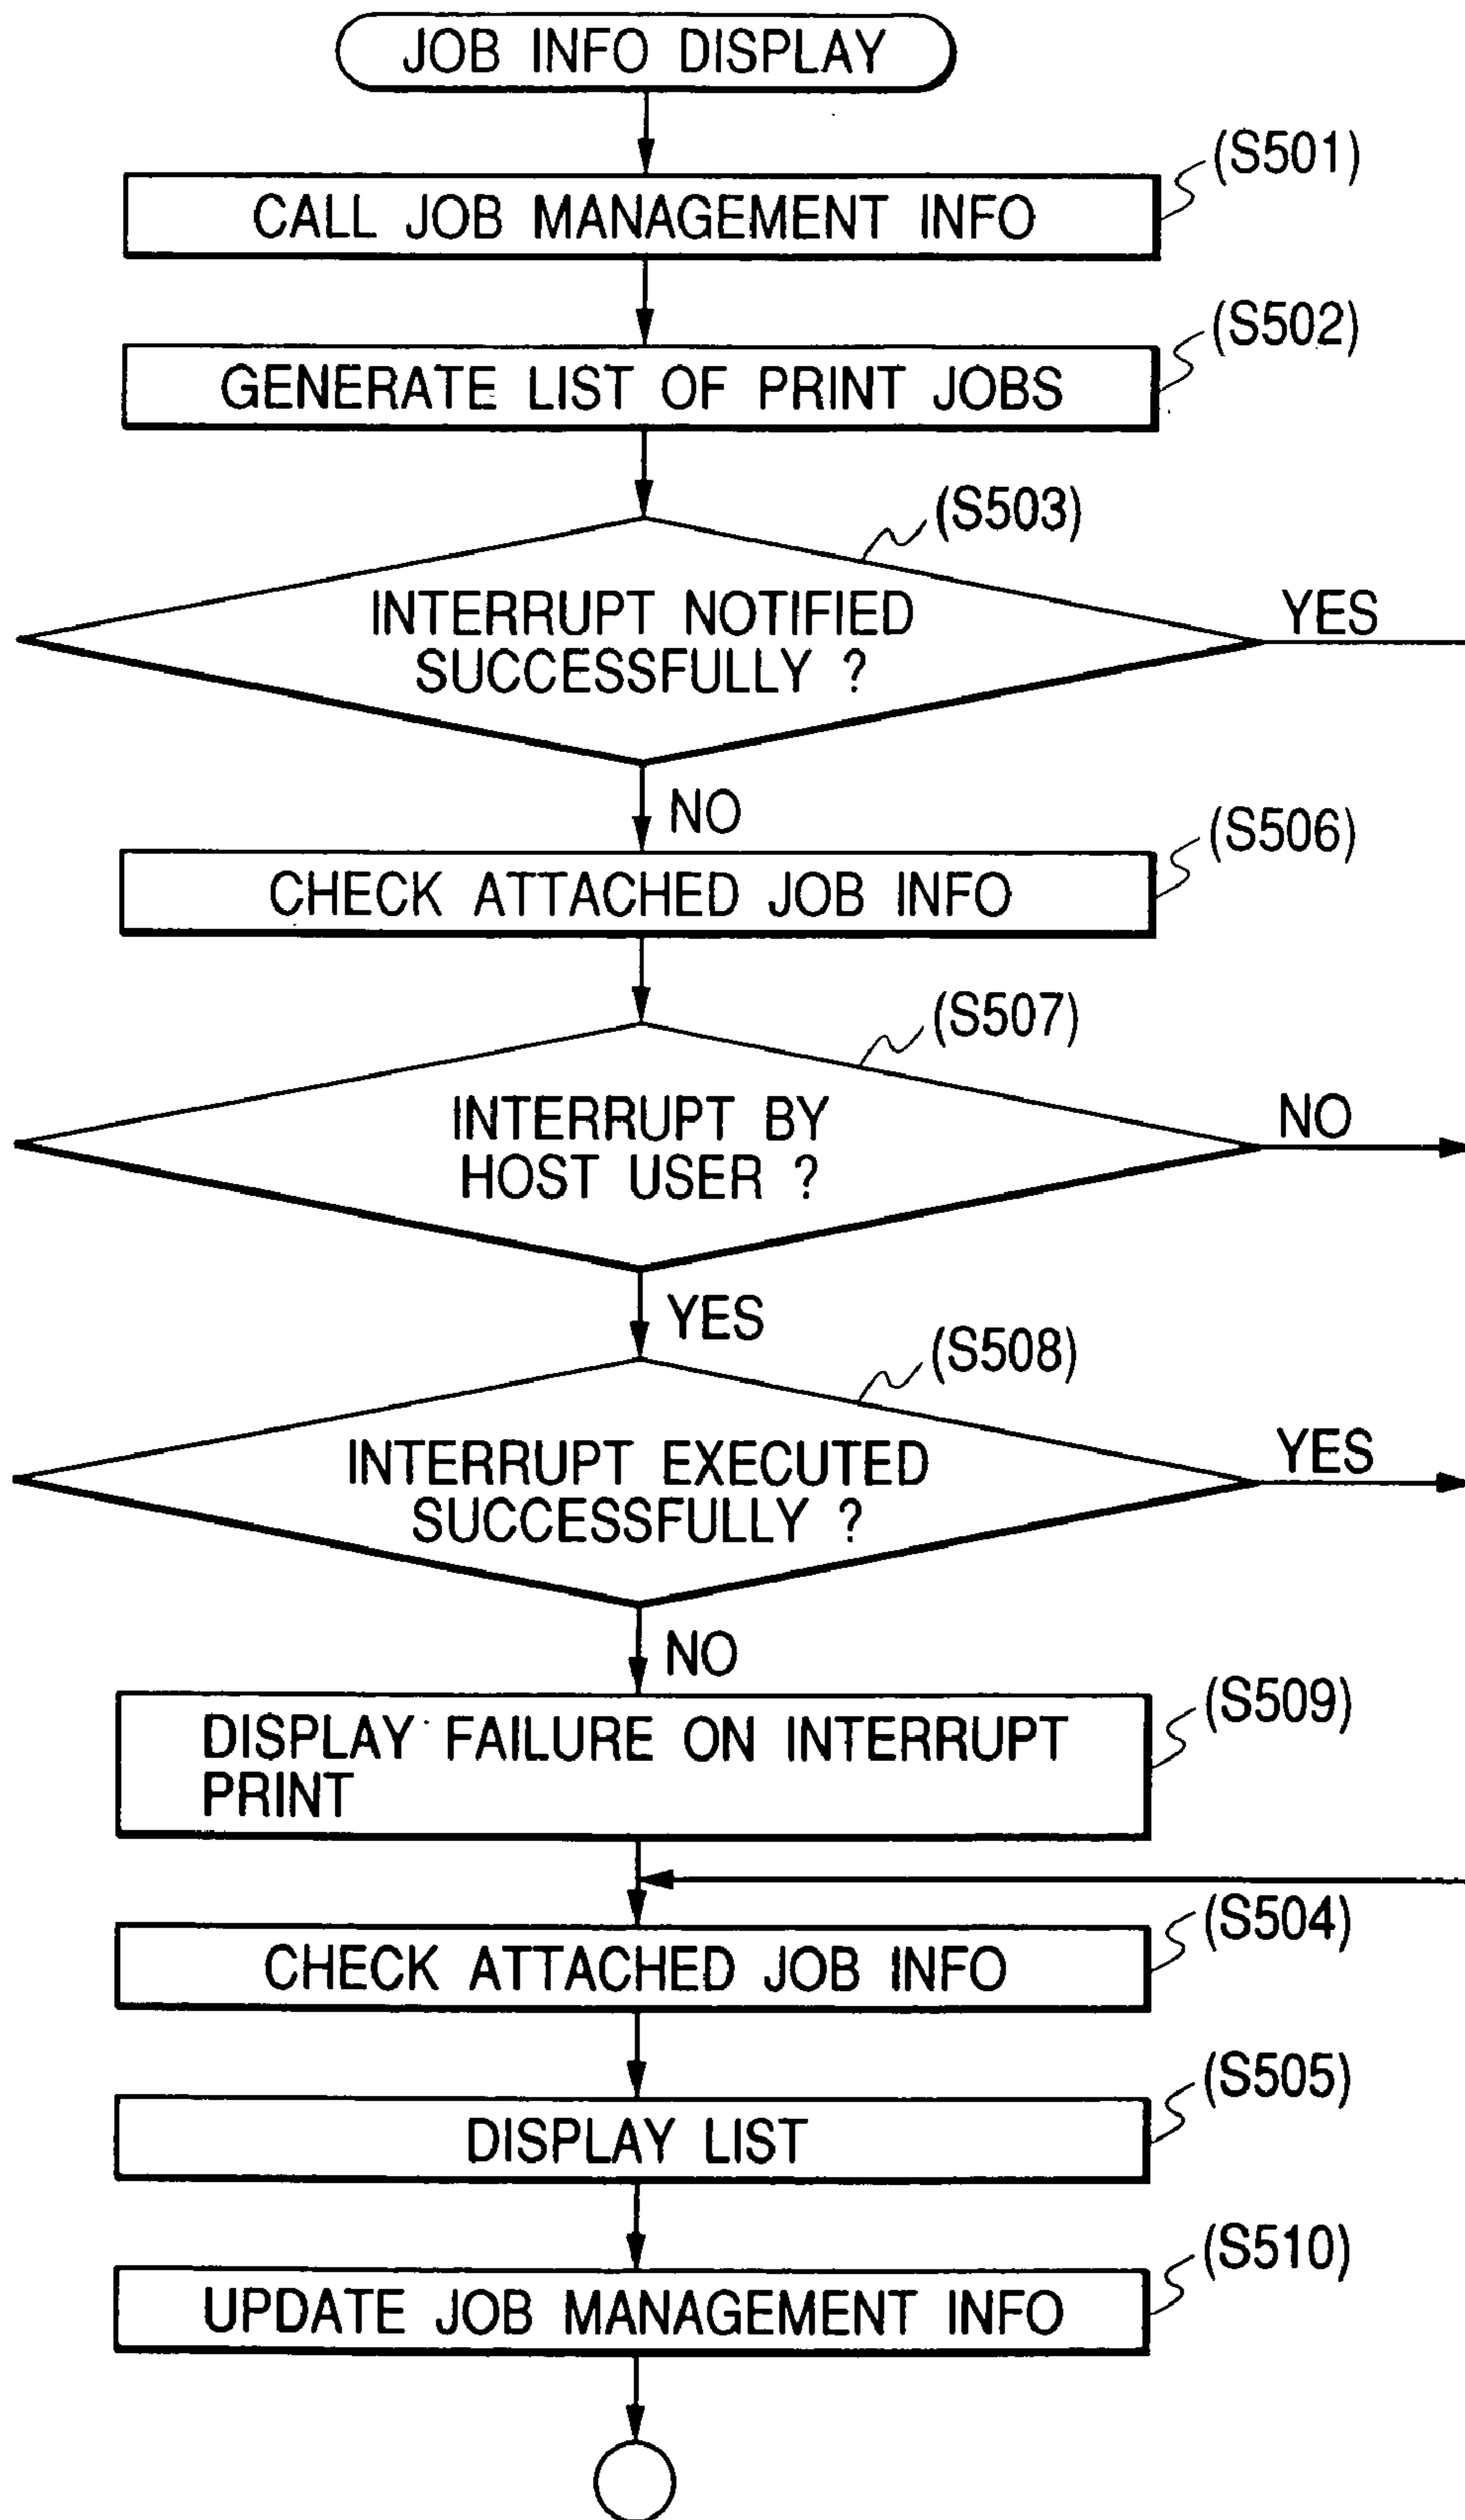 JOB INFO DISPLAY
(S501)
CALL JOB MANAGEMENT INFO
(S502)
GENERATE LIST OF PRINT JOBS
(S503)
INTERRUPT NOTIFIED
SUCCESSFULLY ?
YES
NO
(S506)
CHECK ATTACHED JOB INFO
(S507)
INTERRUPT BY
HOST USER ?
NO
YES
(S508)
INTERRUPT EXECUTED
SUCCESSFULLY ?
YES
NO
(S509)
DISPLAY FAILURE ON INTERRUPT
PRINT
(S504)
CHECK ATTACHED JOB INFO
(S505)
DISPLAY LIST
(S510)
UPDATE JOB MANAGEMENT INFO